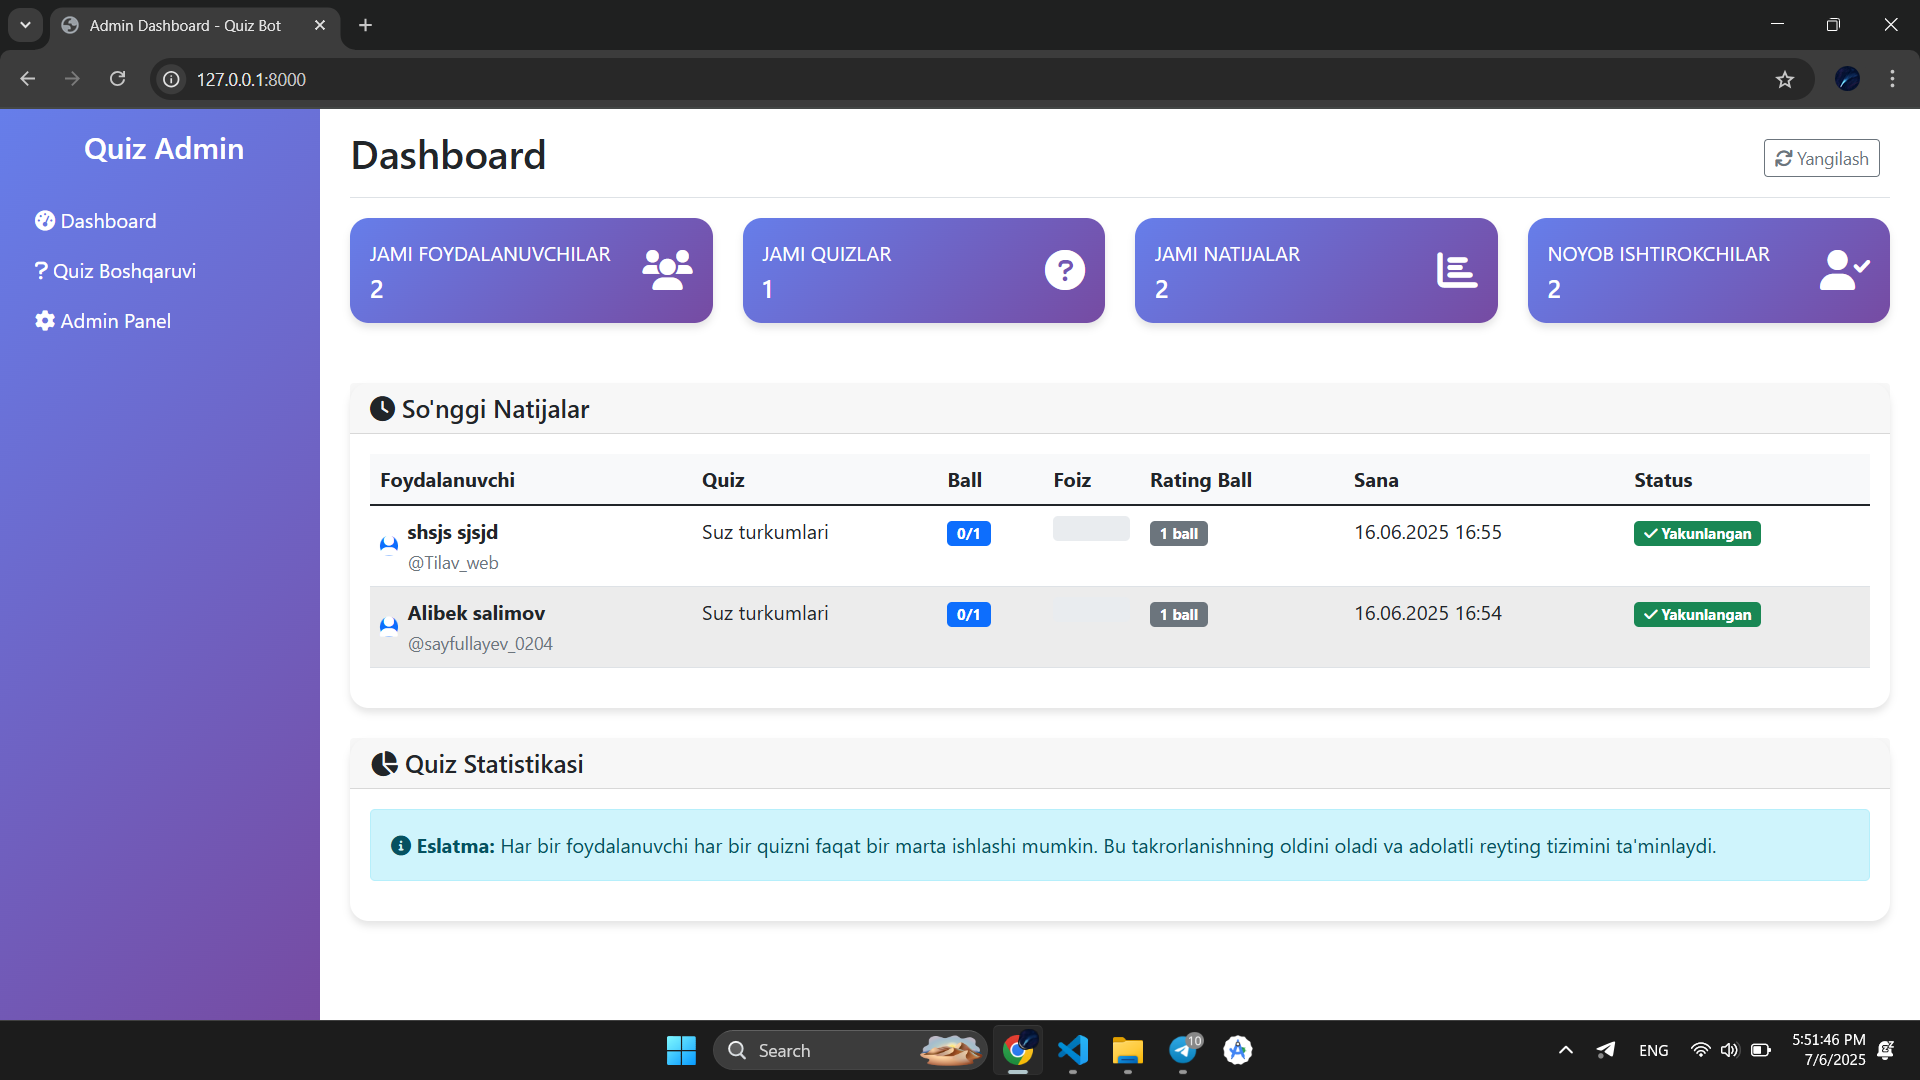 Admin Dashboard - Quiz Bot
127.0.0.1:8000
Quiz Admin
Dashboard
Quiz Boshqaruvi
Admin Panel
Dashboard
Yangilash
JAMI FOYDALANUVCHILAR
2
JAMI QUIZLAR
1
JAMI NATIJALAR
2
NOYOB ISHTIROKCHILAR
2
So'nggi Natijalar
Foydalanuvchi Quiz Ball Foiz Rating Ball Sana Status
shsjs sjsjd Suz turkumlari 0/1 1 ball 16.06.2025 16:55 Yakunlangan
@Tilav_web
Alibek salimov Suz turkumlari 0/1 1 ball 16.06.2025 16:54 Yakunlangan
@sayfullayev_0204
Quiz Statistikasi
Eslatma: Har bir foydalanuvchi har bir quizni faqat bir marta ishlashi mumkin. Bu takrorlanishning oldini oladi va adolatli reyting tizimini ta'minlaydi.
Search
10
ENG
5:51:46 PM
7/6/2025